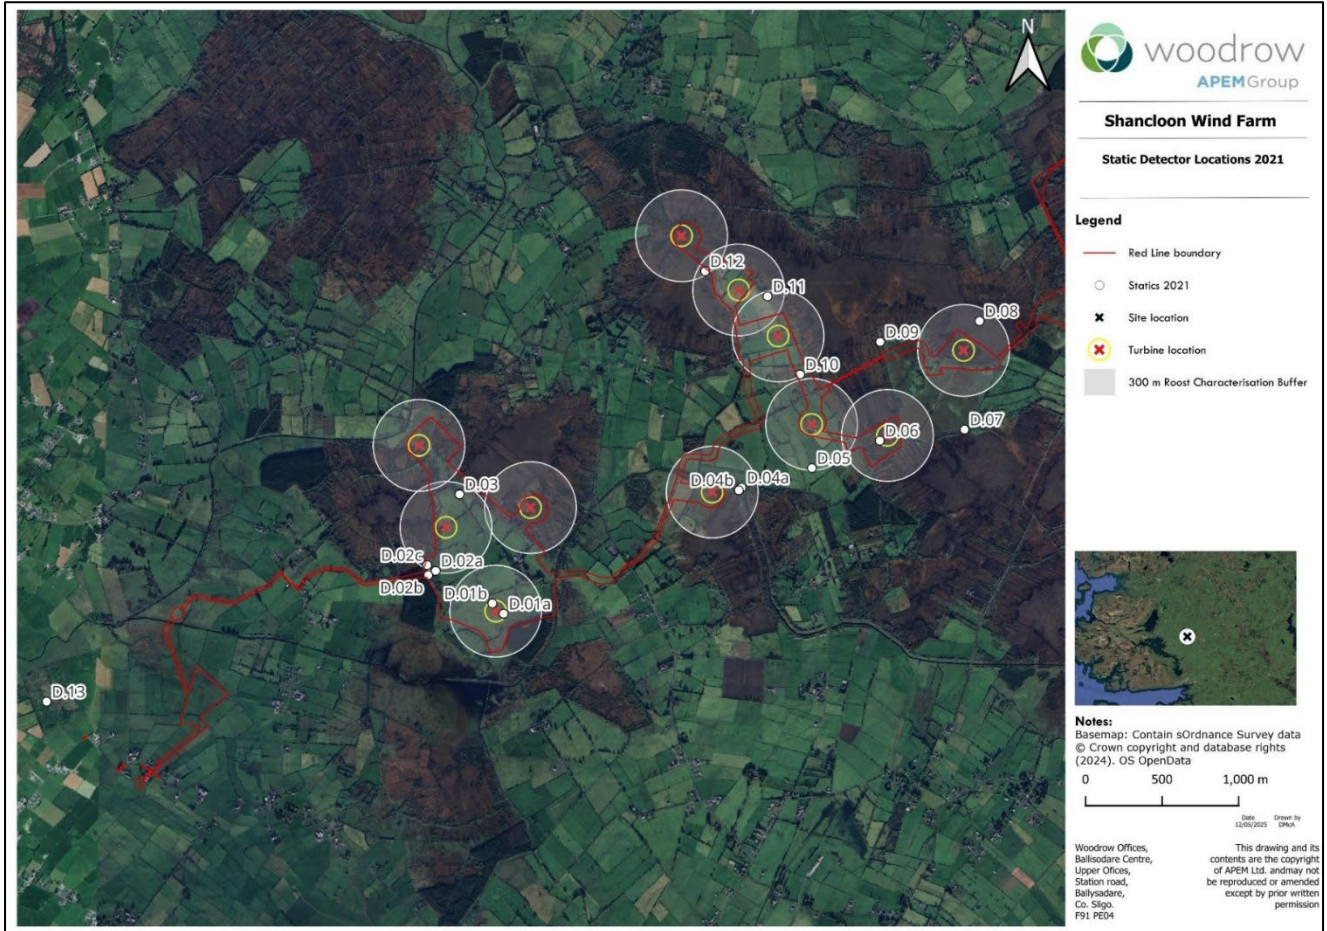 N
D.12
D.11
D.08
D.09
D.10
D.07
D.06
D.05
D.04b
D.04a
D.03
D.02c
D.02a
D.02b
D.01b
D.01a
D.13
woodrow
APEMGroup
Shancloon Wind Farm
Static Detector Locations 2021
Legend
Red Line boundary
Statics 2021
Site location
Turbine location
300 m Roost Characterisation Buffer
Notes:
Basemap: Contain sOrdnance Survey data
© Crown copyright and database rights
(2024). OS OpenData
0 500 1,000 m
Date Drawn by
12/05/2025 DMcA
Woodrow Offices,
Ballisodare Centre,
Upper Ofices,
Station road,
Ballysadare,
Co. Sligo.
F91 PE04
This drawing and its
contents are the copyright
of APEM Ltd. andmay not
be reproduced or amended
except by prior written
permission